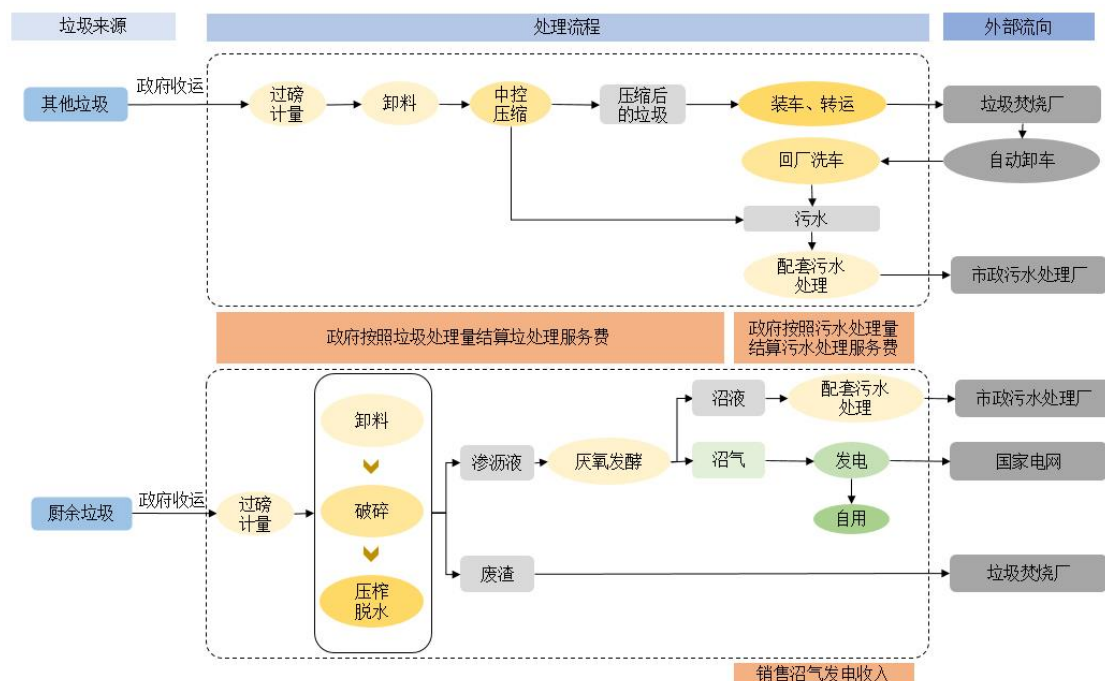 垃圾来源
处理流程
外部流向
其他垃圾
政府收运
过磅
计量
卸料
中控
压缩
压缩后
的垃圾
装车、转运
垃圾焚烧厂
回厂洗车
自动卸车
污水
配套污水
处理
市政污水处理厂
政府按照垃圾处理量结算垃处理服务费
政府按照污水处理量
结算污水处理服务费
卸料
沼液
配套污水
处理
市政污水处理厂
渗沥液
厌氧发酵
沼气
发电
国家电网
厨余垃圾
政府收运
过磅
计量
破碎
自用
废渣
垃圾焚烧厂
压榨
脱水
销售沼气发电收入